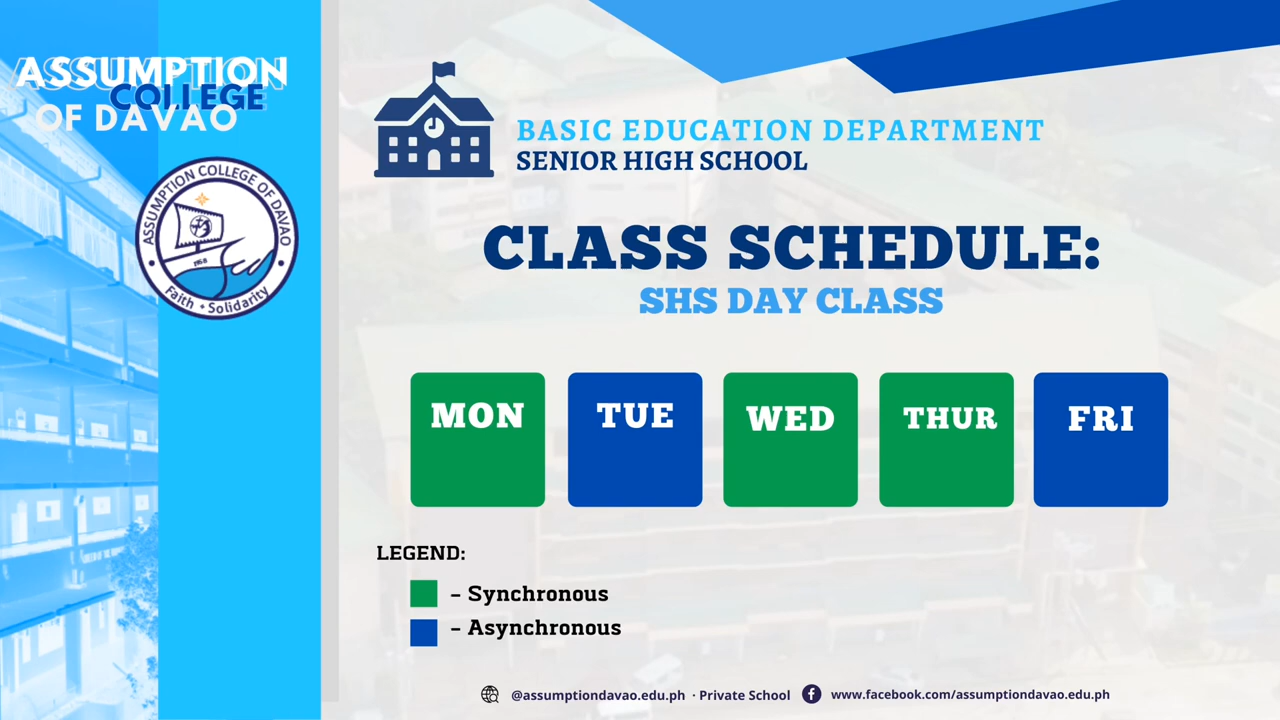 ASSUMPTION
COLLEGE
OF DAVAO
ASSUMPTION COLLEGE OF DAVAO
1958
Faith • Solidarity
BASIC EDUCATION DEPARTMENT
SENIOR HIGH SCHOOL
CLASS SCHEDULE:
SHS DAY CLASS
MON
TUE
WED
THUR
FRI
LEGEND:
– Synchronous
– Asynchronous
@assumptiondavao.edu.ph · Private School
www.facebook.com/assumptiondavao.edu.ph